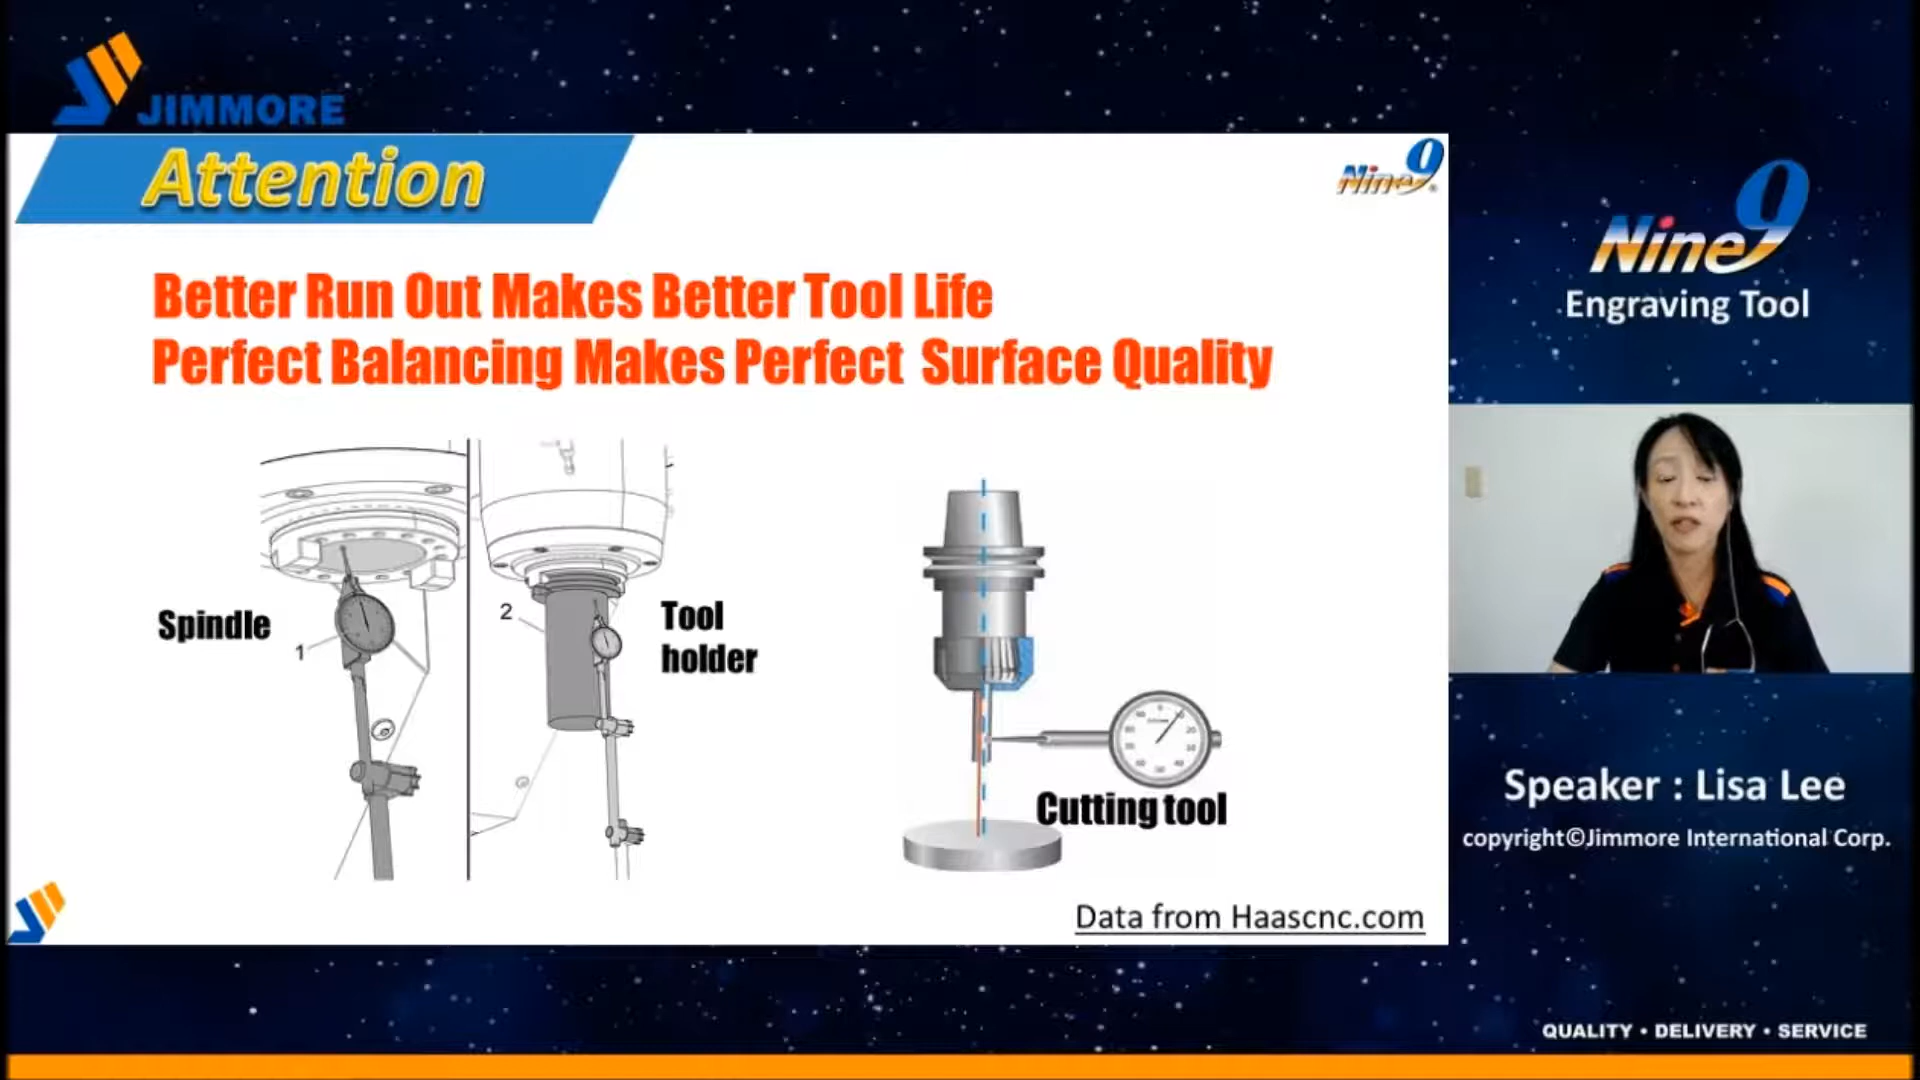 JIMMORE
Attention
Nine9
Better Run Out Makes Better Tool Life
Perfect Balancing Makes Perfect Surface Quality
Spindle
1
2
Tool
holder
Cutting tool
Data from Haascnc.com
Nine9
Engraving Tool
Speaker : Lisa Lee
copyright©Jimmore International Corp.
QUALITY • DELIVERY • SERVICE